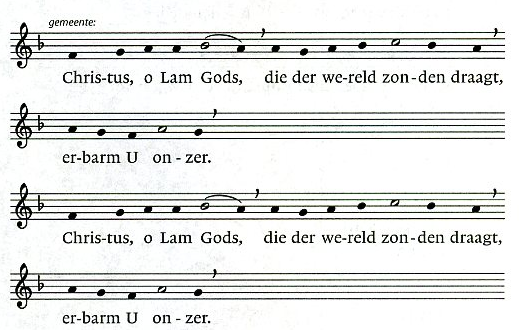 gemeente:
Chris-tus, o Lam Gods, die der we-reld zon-den draagt,
er-barm U on-zer.
Chris-tus, o Lam Gods, die der we-reld zon-den draagt,
er-barm U on-zer.